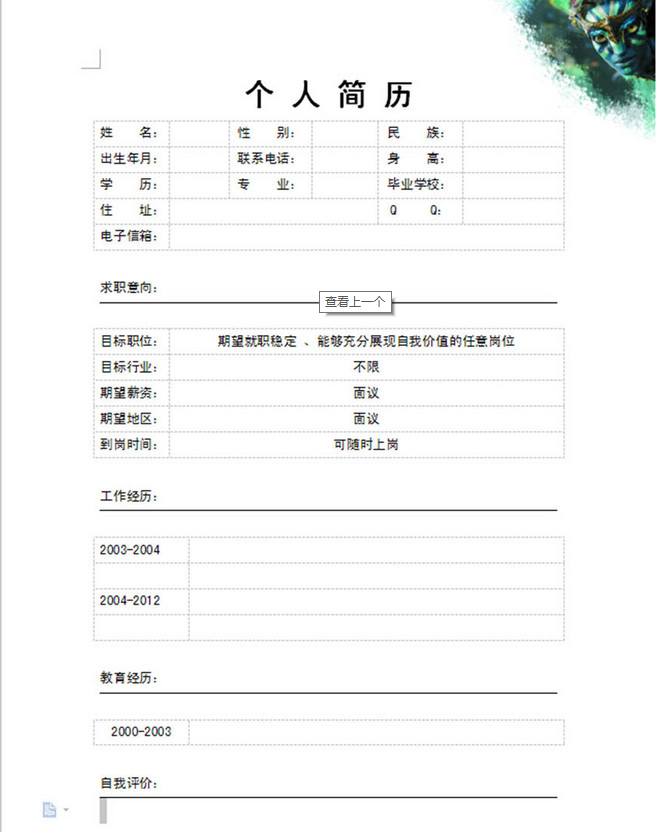 个人简历
姓 名： 性 别： 民 族：
出生年月： 联系电话： 身 高：
学 历： 专 业： 毕业学校：
住 址： Q Q：
电子信箱：
求职意向：
查看上一个
目标职位： 期望就职稳定 、能够充分展现自我价值的任意岗位
目标行业： 不限
期望薪资： 面议
期望地区： 面议
到岗时间： 可随时上岗
工作经历：
2003-2004
2004-2012
教育经历：
2000-2003
自我评价：